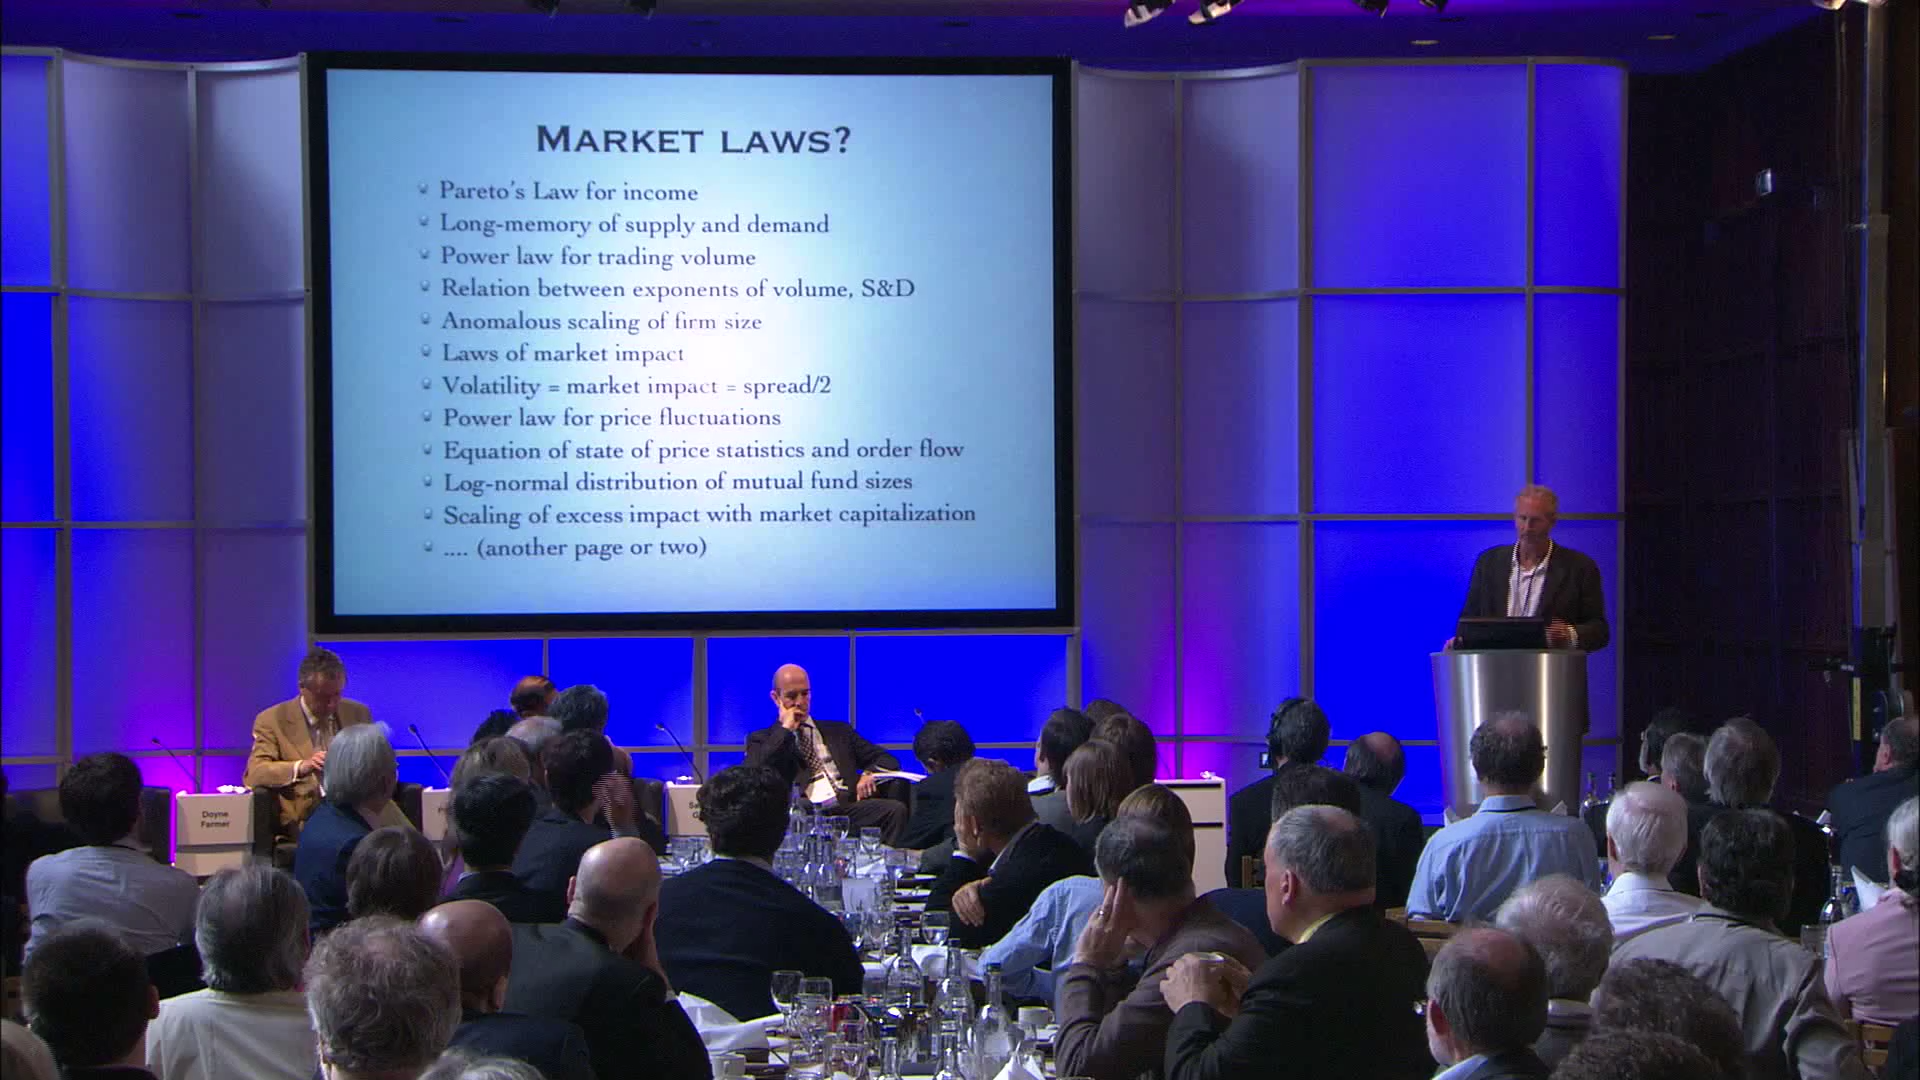 MARKET LAWS?
Pareto's Law for income
Long-memory of supply and demand
Power law for trading volume
Relation between exponents of volume, S&D
Anomalous scaling of firm size
Laws of market impact
Volatility = market impact = spread/2
Power law for price fluctuations
Equation of state of price statistics and order flow
Log-normal distribution of mutual fund sizes
Scaling of excess impact with market capitalization
.... (another page or two)
Doyne
Farmer